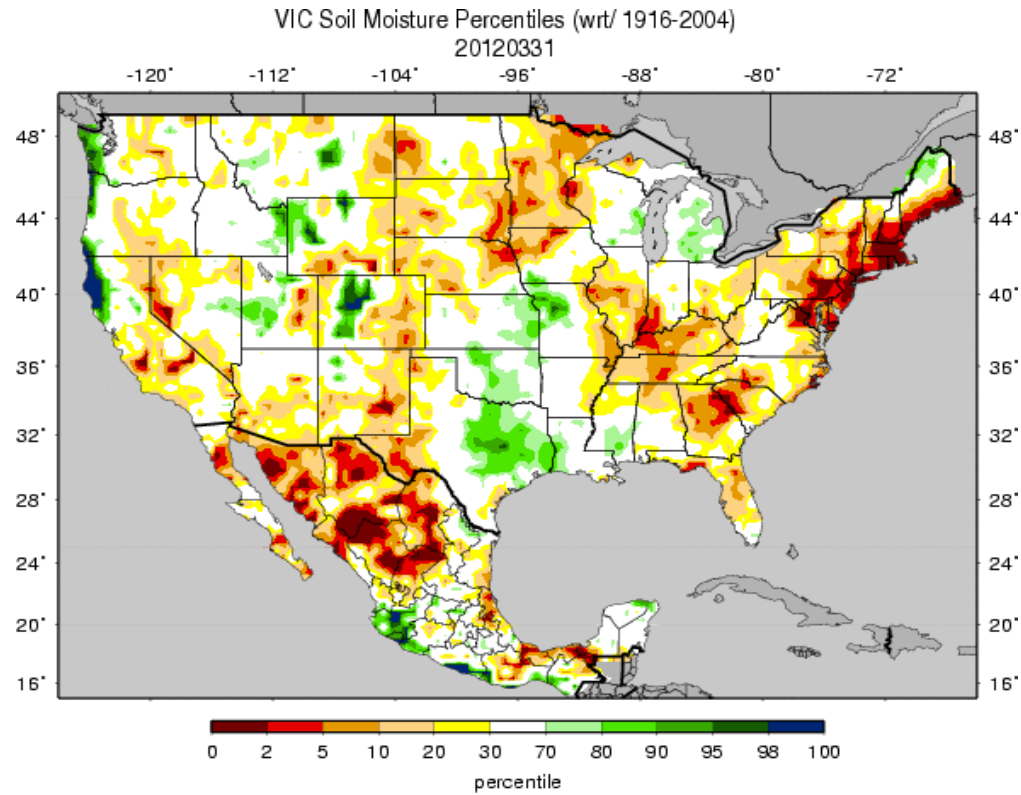 VIC Soil Moisture Percentiles (wrt/ 1916-2004)
20120331
-120˚ -112˚ -104˚ -96˚ -88˚ -80˚ -72˚
48˚ 48˚
44˚ 44˚
40˚ 40˚
36˚ 36˚
32˚ 32˚
28˚ 28˚
24˚ 24˚
20˚ 20˚
16˚ 16˚
0 2 5 10 20 30 70 80 90 95 98 100
percentile